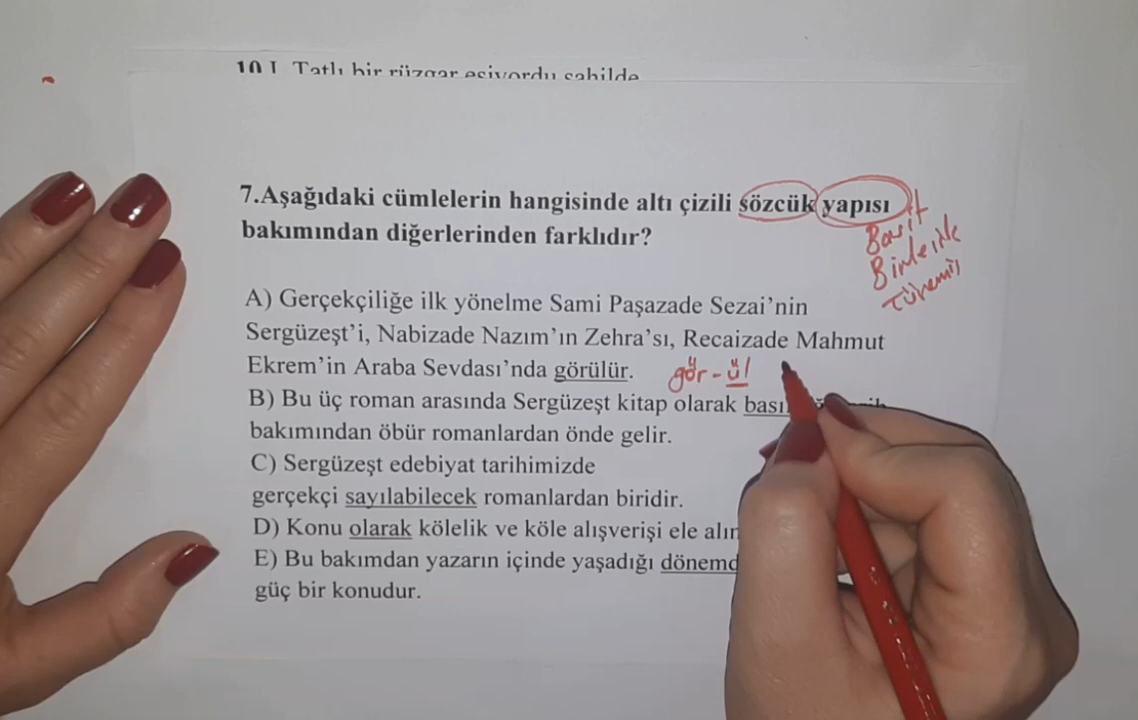 10 I Tatlı bir rüzgar esiyordu sahilde
7.Aşağıdaki cümlelerin hangisinde altı çizili sözcük yapısı
bakımından diğerlerinden farklıdır?
Basit
Birleşik
Türemiş
A) Gerçekçiliğe ilk yönelme Sami Paşazade Sezai’nin
Sergüzeşt’i, Nabizade Nazım’ın Zehra’sı, Recaizade Mahmut
Ekrem’in Araba Sevdası’nda görülür.
gör-ül
B) Bu üç roman arasında Sergüzeşt kitap olarak
bakımından öbür romanlardan önde gelir.
C) Sergüzeşt edebiyat tarihimizde
gerçekçi sayılabilecek romanlardan biridir.
D) Konu olarak kölelik ve köle alışverişi ele
E) Bu bakımdan yazarın içinde yaşadığı
güç bir konudur.